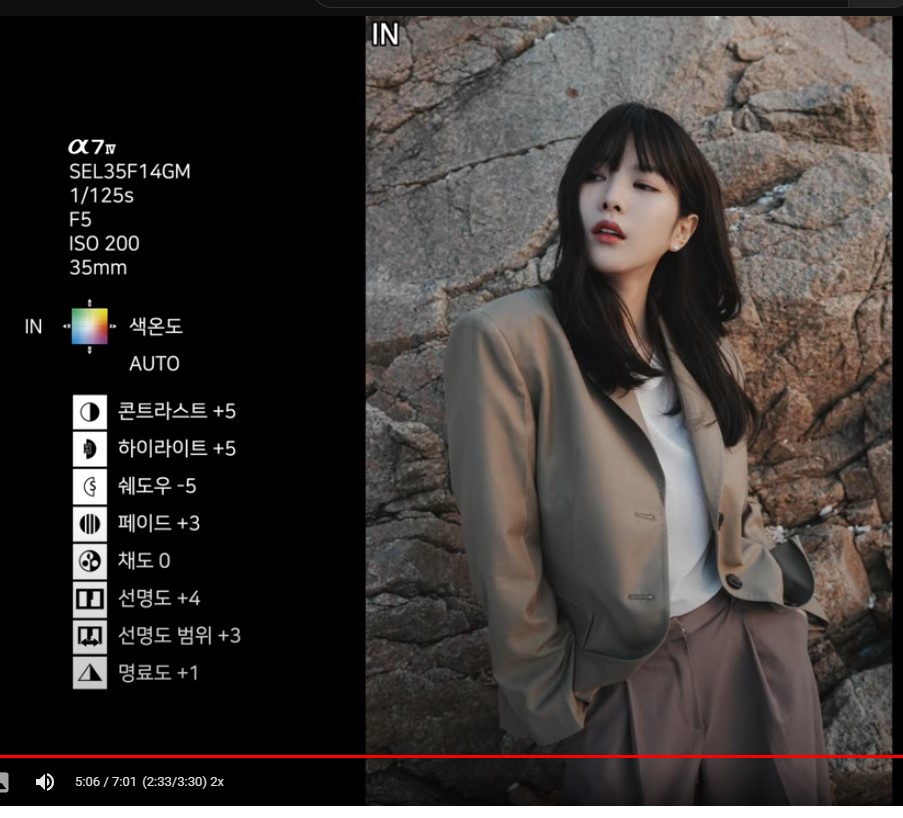 IN
α7Ⅳ
SEL35F14GM
1/125s
F5
ISO 200
35mm
IN
색온도
AUTO
콘트라스트 +5
하이라이트 +5
쉐도우 -5
페이드 +3
채도 0
선명도 +4
선명도 범위 +3
명료도 +1
5:06 / 7:01 (2:33/3:30) 2x